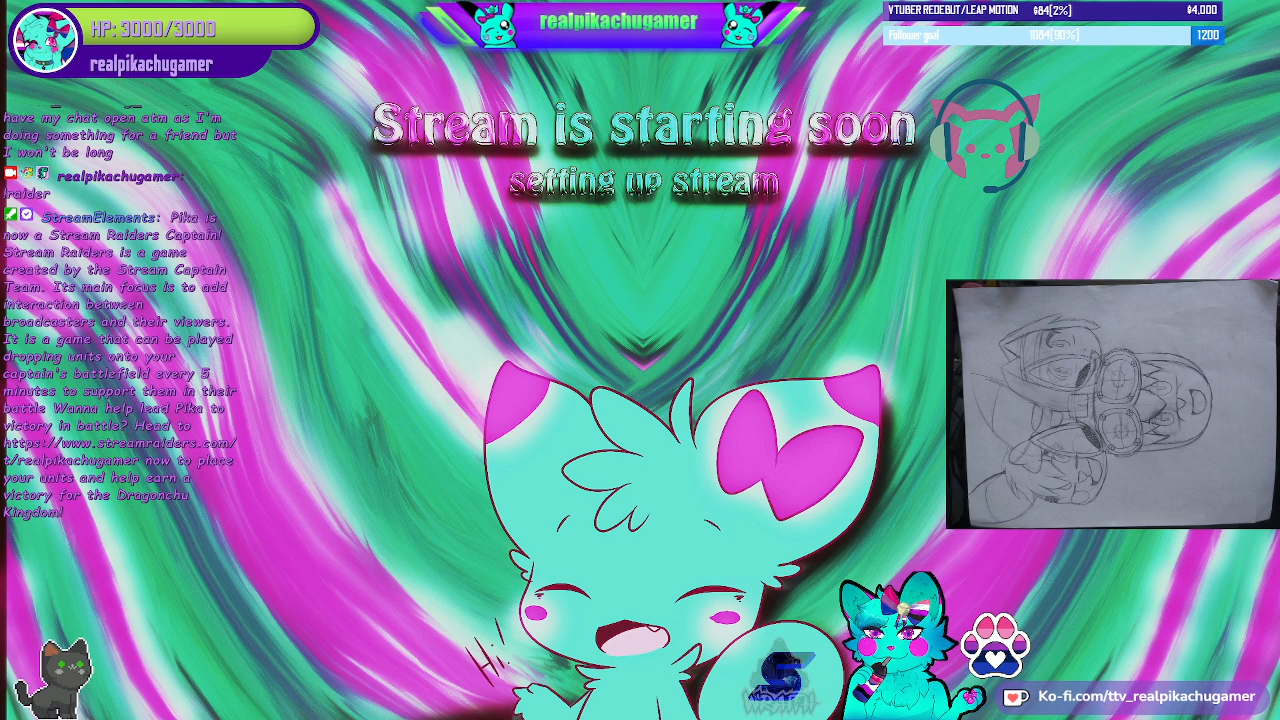 HP: 3000/3000
realpikachugamer
realpikachugamer
VTUBER REDEBUT/LEAP MOTION $84(2%) $4,000
Follower goal 1084(90%) 1200
Stream is starting soon
setting up stream
have my chat open atm as I'm
doing something for a friend but
I won't be long
realpikachugamer:
!raider
StreamElements: Pika is
now a Stream Raiders Captain!
Stream Raiders is a game
created by the Stream Captain
Team. Its main focus is to add
interaction between
broadcasters and their viewers.
It is a game that can be played
dropping units onto your
captain's battlefield every 5
minutes to support them in their
battle Wanna help lead Pika to
victory in battle? Head to
https://www.streamraiders.com/
t/realpikachugamer now to place
your units and help earn a
victory for the Dragonchu
Kingdom!
Hi!
S
Ko-fi.com/ttv_realpikachugamer